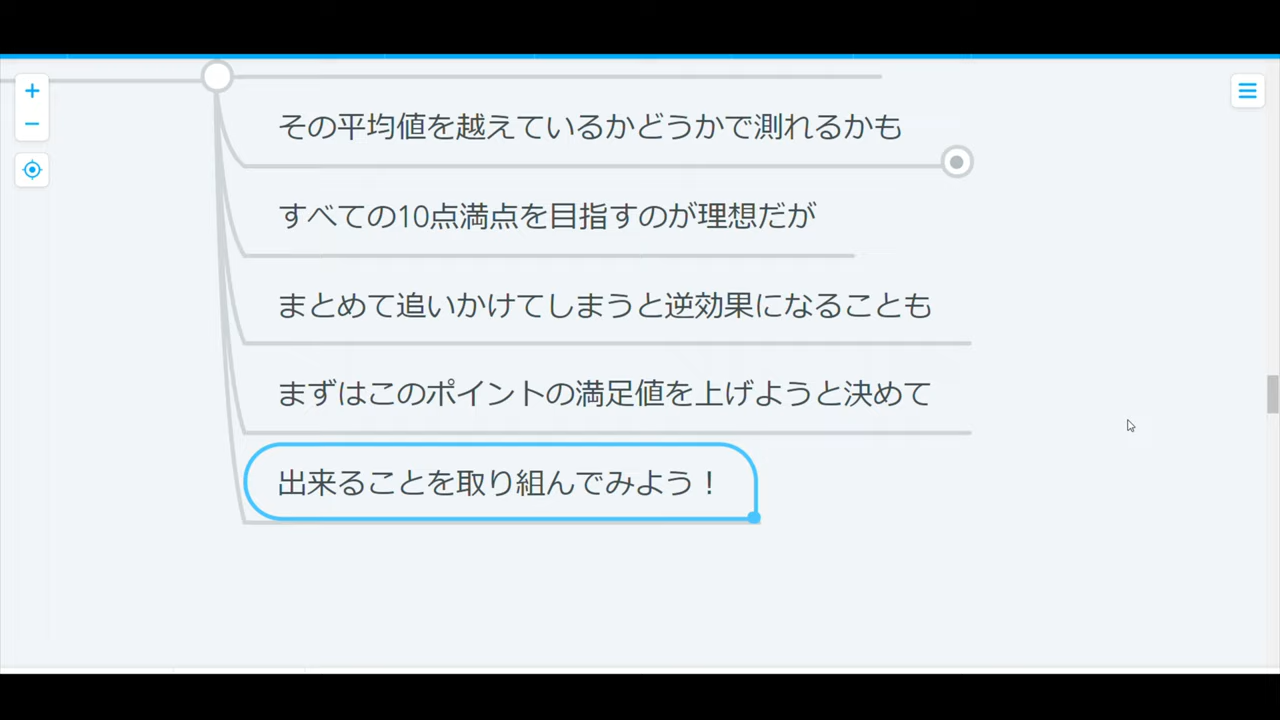 その平均値を越えているかどうかで測れるかも
すべての10点満点を目指すのが理想だが
まとめて追いかけてしまうと逆効果になることも
まずはこのポイントの満足値を上げようと決めて
出来ることを取り組んでみよう！